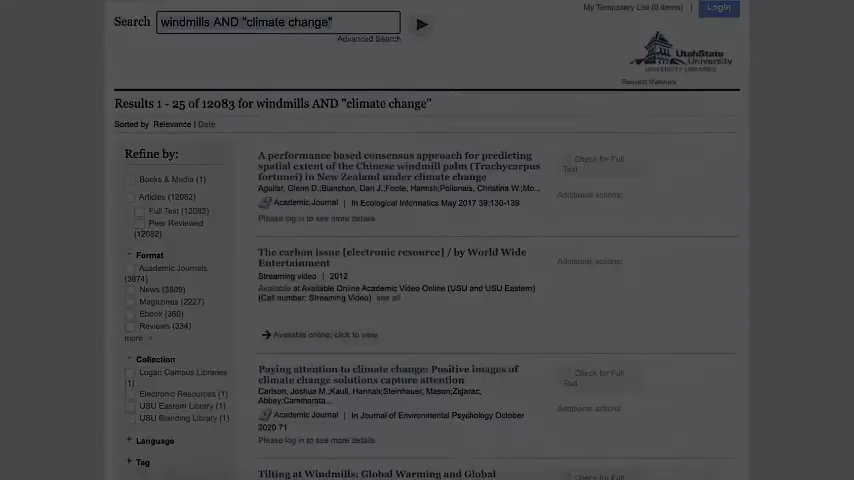 My Temporary List (0 items) | Login
Search windmills AND "climate change"
Advanced Search
UtahState
University
UNIVERSITY LIBRARIES
Request Materials
Results 1 - 25 of 12083 for windmills AND "climate change"
Sorted by Relevance | Date
Refine by:
Books & Media (1)
Articles (12082)
Full Text (12082)
Peer Reviewed
(12082)
- Format
Academic Journals
(3874)
News (3809)
Magazines (2227)
Ebook (360)
Reviews (334)
more
- Collection
Logan Campus Libraries
(1)
Electronic Resources (1)
USU Eastern Library (1)
USU Blanding Library (1)
+ Language
+ Tag
A performance based consensus approach for predicting
spatial extent of the Chinese windmill palm (Trachycarpus
fortunei) in New Zealand under climate change
Aguilar, Glenn D.;Blanchon, Dan J.;Foote, Hamish;Pollonais, Christina W.;Mo...
Academic Journal | In Ecological Informatics May 2017 39:130-139
Please log in to see more details
Check for Full
Text
Additional actions:
The carbon issue [electronic resource] / by World Wide
Entertainment
Streaming video | 2012
Available at Available Online Academic Video Online (USU and USU Eastern)
(Call number: Streaming Video) see all
→ Available online; click to view
Additional actions:
Paying attention to climate change: Positive images of
climate change solutions capture attention
Carlson, Joshua M.;Kaull, Hannah;Steinhauer, Mason;Zigarac,
Abbey;Cammarata...
Academic Journal | In Journal of Environmental Psychology October
2020 71
Please log in to see more details
Check for Full
Text
Additional actions:
Tilting at Windmills: Global Warming and Global
Check for Full